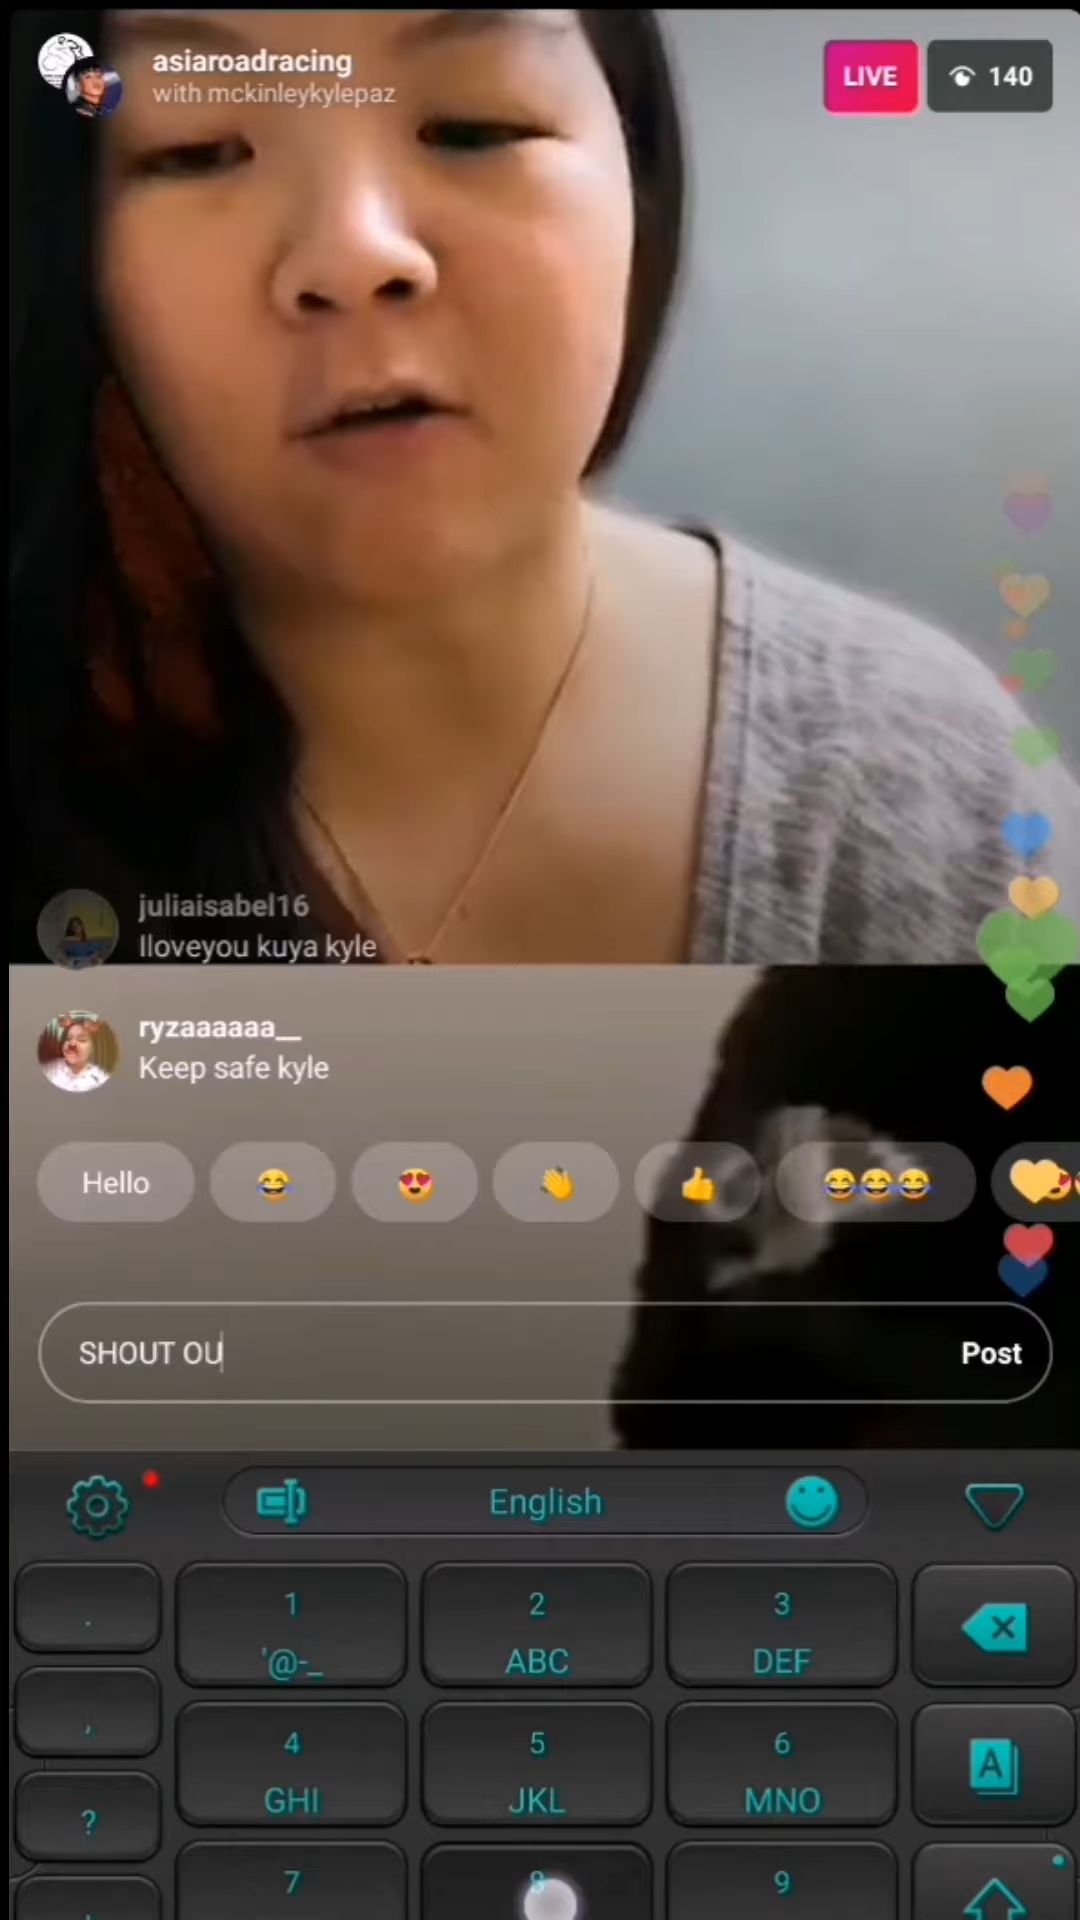 asiaroadracing
with mckinleykylepaz
LIVE
140
juliaisabel16
Iloveyou kuya kyle
ryzaaaaaa__
Keep safe kyle
Hello
SHOUT OU
Post
English
.
1
'@-_
2
ABC
3
DEF
,
4
GHI
5
JKL
6
MNO
A
?
7
8
9